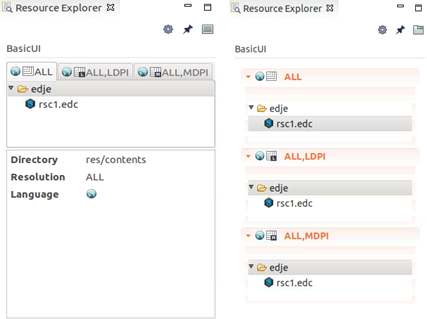 Resource Explorer
BasicUI
ALL
ALL,LDPI
ALL,MDPI
edje
rsc1.edc
Directory res/contents
Resolution ALL
Language
Resource Explorer
BasicUI
ALL
edje
rsc1.edc
ALL,LDPI
edje
rsc1.edc
ALL,MDPI
edje
rsc1.edc